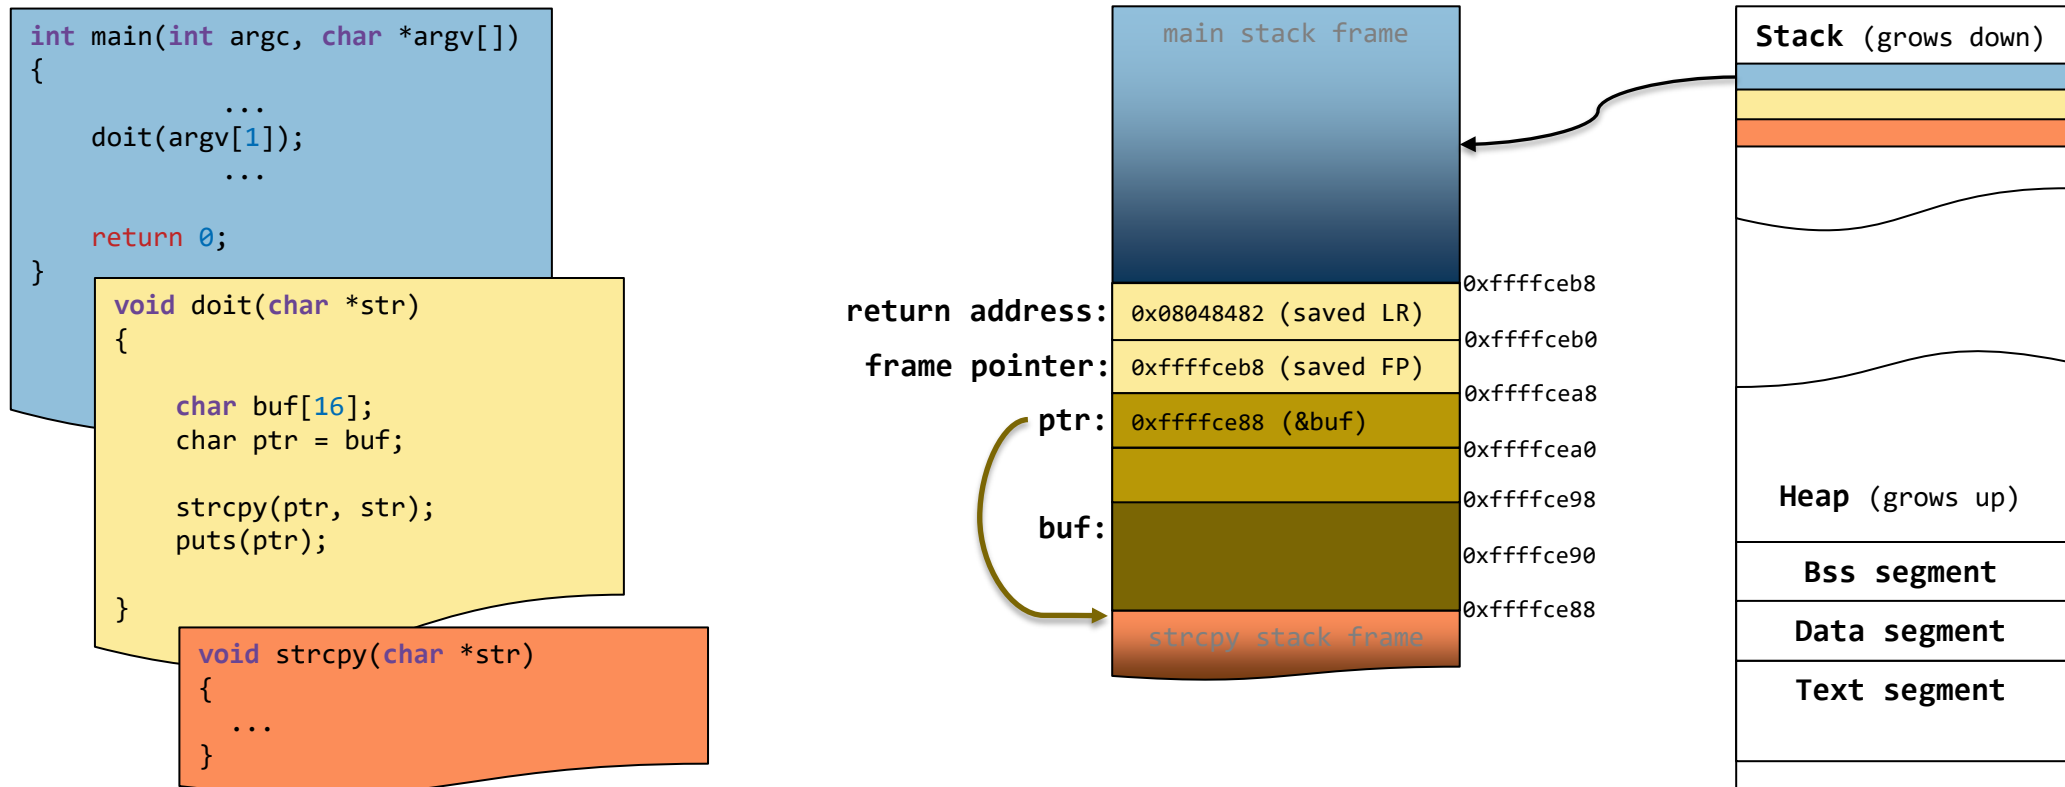 int main(int argc, char *argv[])
{
...
doit(argv[1]);
...
return 0;
}
void doit(char *str)
{
char buf[16];
char ptr = buf;
strcpy(ptr, str);
puts(ptr);
}
void strcpy(char *str)
{
...
}
main stack frame
0xffffceb8
return address: 0x08048482 (saved LR)
0xffffceb0
frame pointer: 0xffffceb8 (saved FP)
0xffffcea8
ptr: 0xffffce88 (&buf)
0xffffcea0
0xffffce98
buf:
0xffffce90
0xffffce88
strcpy stack frame
Stack (grows down)
Heap (grows up)
Bss segment
Data segment
Text segment